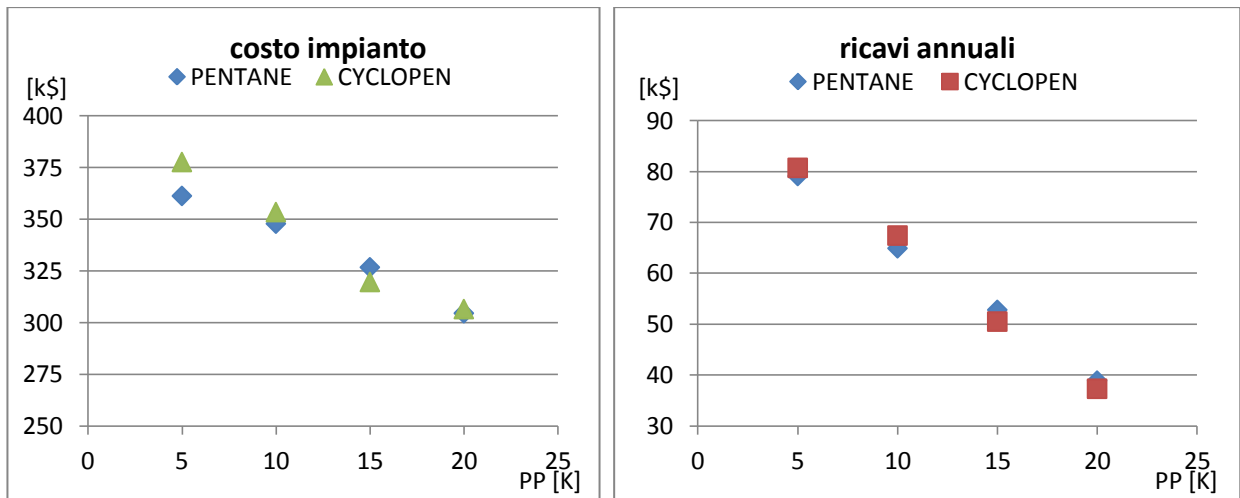 costo impianto
PENTANE CYCLOPEN
[k$]
400
375
350
325
300
275
250
0 5 10 15 20 25
PP [K]
ricavi annuali
PENTANE CYCLOPEN
[k$]
90
80
70
60
50
40
30
0 5 10 15 20 25
PP [K]